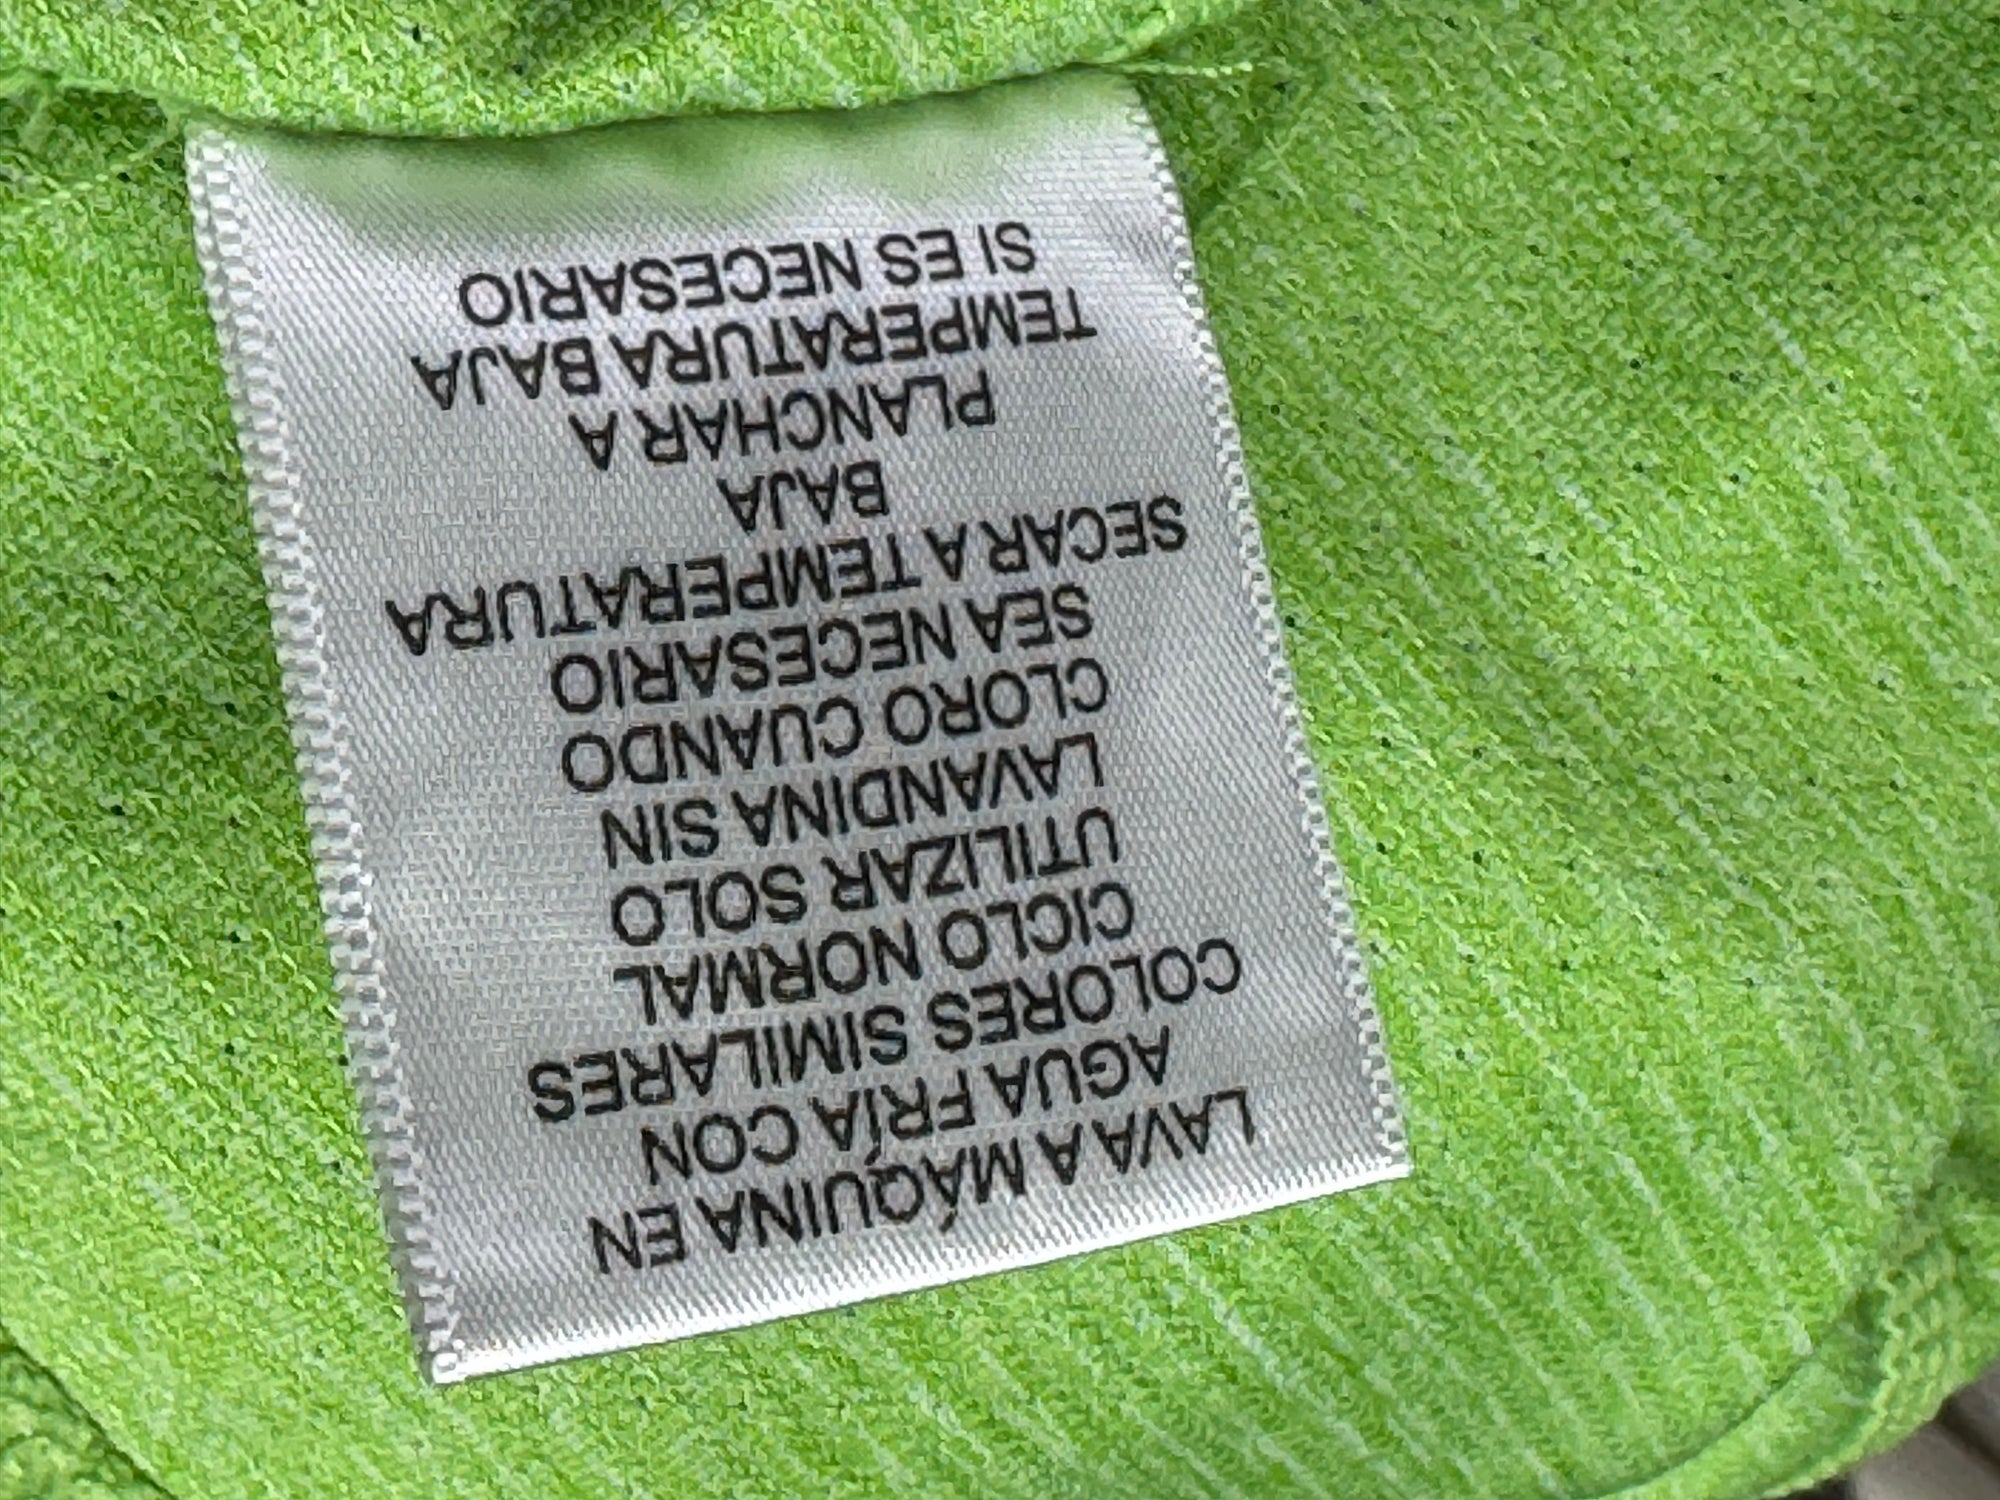 LAVA A MÁQUINA EN
AGUA FRÍA CON
COLORES SIMILARES
CICLO NORMAL
UTILIZAR SOLO
LAVANDINA SIN
CLORO CUANDO
SEA NECESARIO
SECAR A TEMPERATURA
BAJA
PLANCHAR A
TEMPERATURA BAJA
SI ES NECESARIO